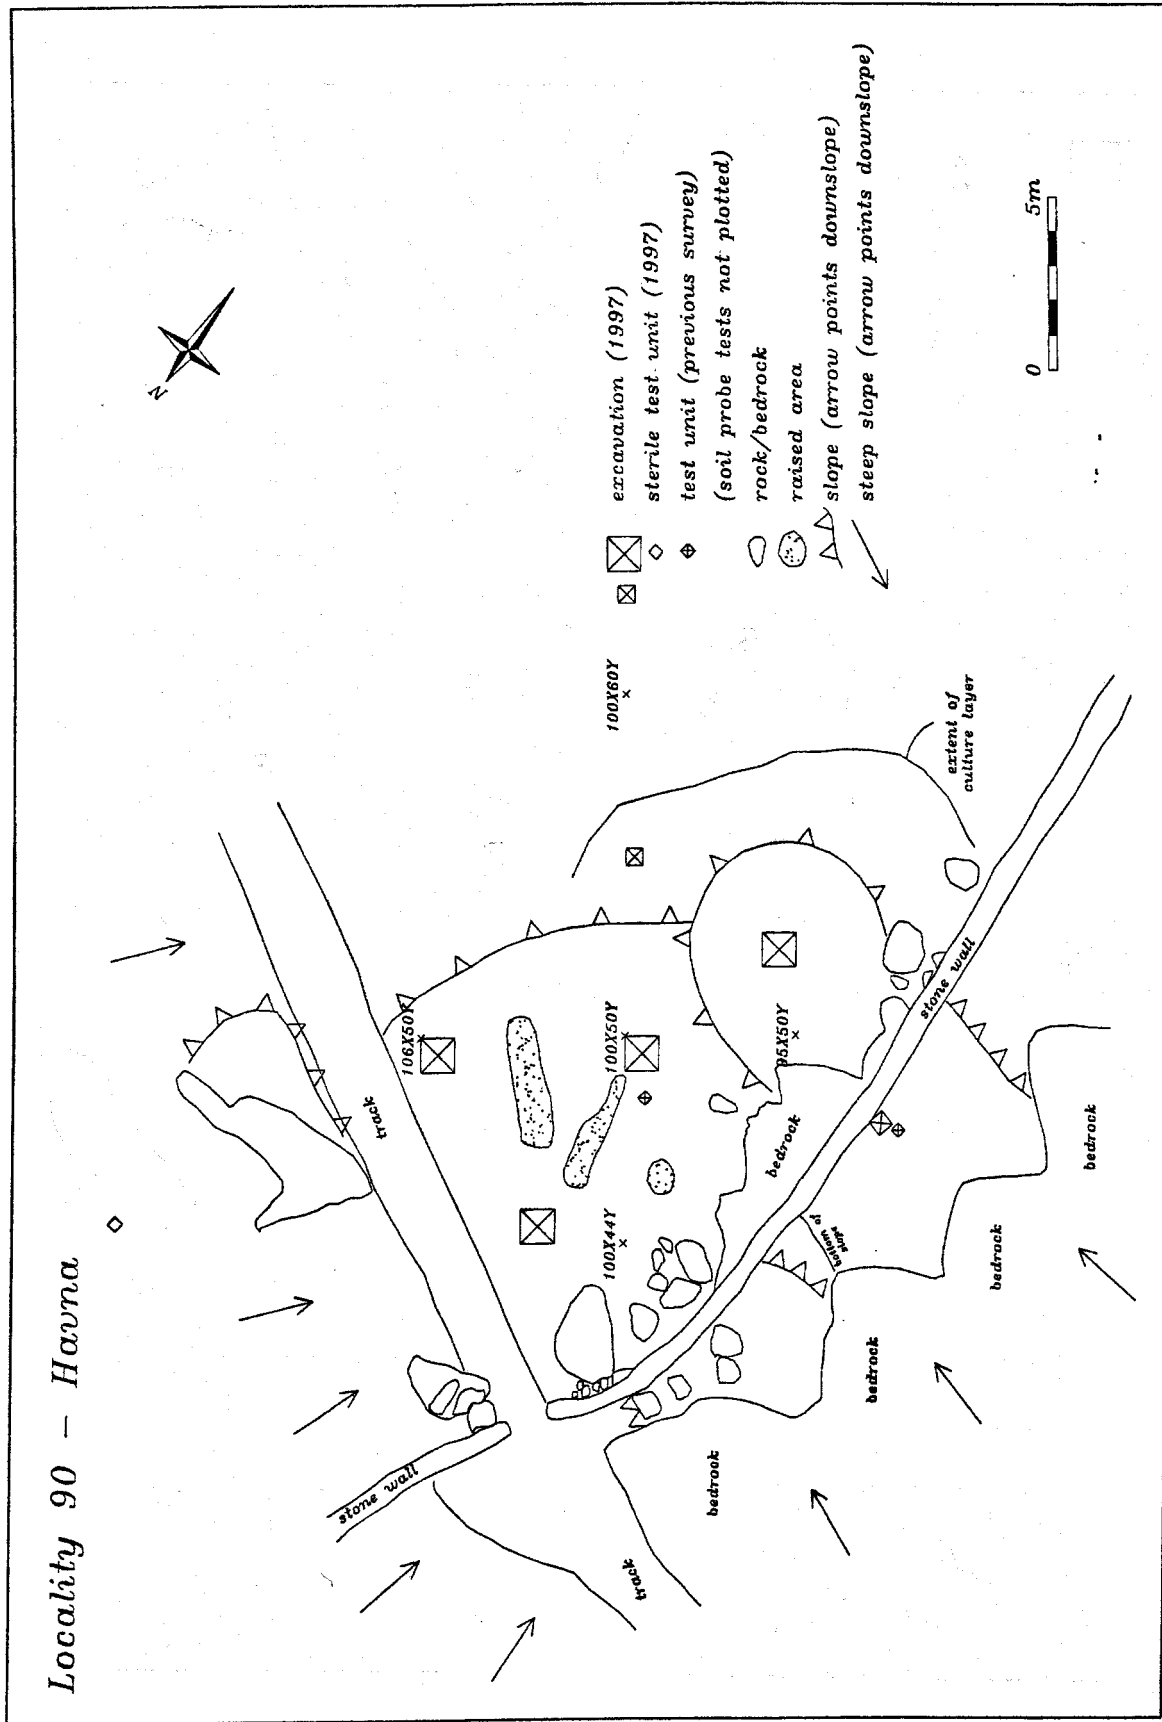 Locality 90 – Havna
N
excavation (1997)
sterile test unit (1997)
test unit (previous survey)
(soil probe tests not plotted)
rock/bedrock
raised area
slope (arrow points downslope)
steep slope (arrow points downslope)
0 5m
stone wall
track
track
106X50Y
100X50Y
100X60Y
100X44Y
95X50Y
extent of
culture layer
stone wall
bedrock
bottom of
slope
bedrock
bedrock
bedrock
bedrock